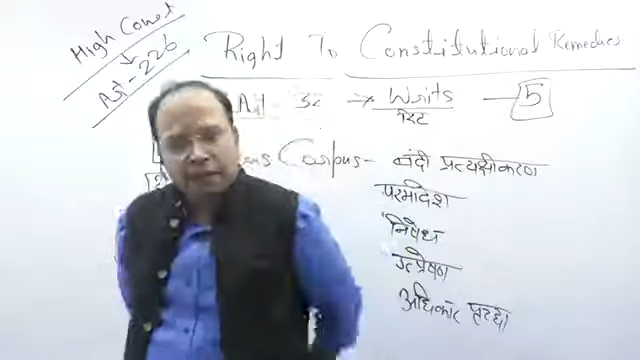 High Court
Art-226
Right To Constitutional Remedies
Art - 32 → Writs — 5
रिट
Corpus - बंदी प्रत्यक्षीकरण
परमादेश
निषेध
उत्प्रेषण
अधिकार पृच्छा